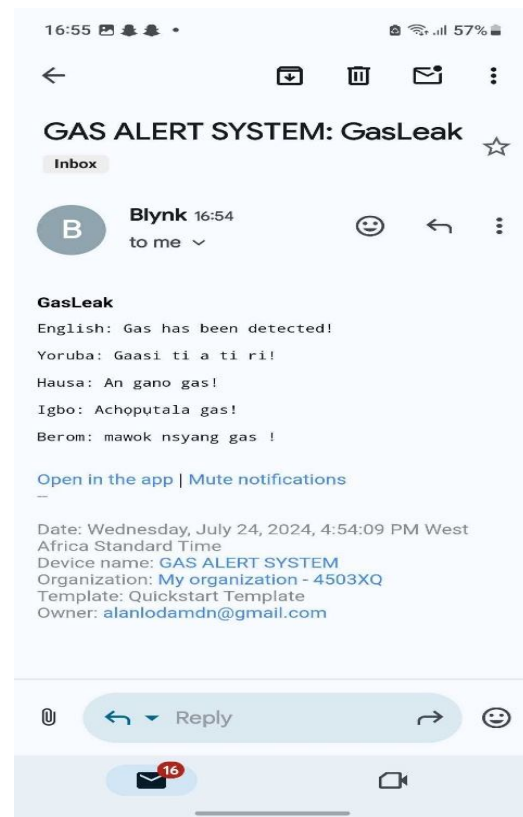 16:55
57%
GAS ALERT SYSTEM: GasLeak
Inbox
B
Blynk 16:54
to me
GasLeak
English: Gas has been detected!
Yoruba: Gaasi ti a ti ri!
Hausa: An gano gas!
Igbo: Achọpụtala gas!
Berom: mawok nsyang gas !
Open in the app | Mute notifications
--
Date: Wednesday, July 24, 2024, 4:54:09 PM West
Africa Standard Time
Device name: GAS ALERT SYSTEM
Organization: My organization - 4503XQ
Template: Quickstart Template
Owner: alanlodamdn@gmail.com
Reply
16